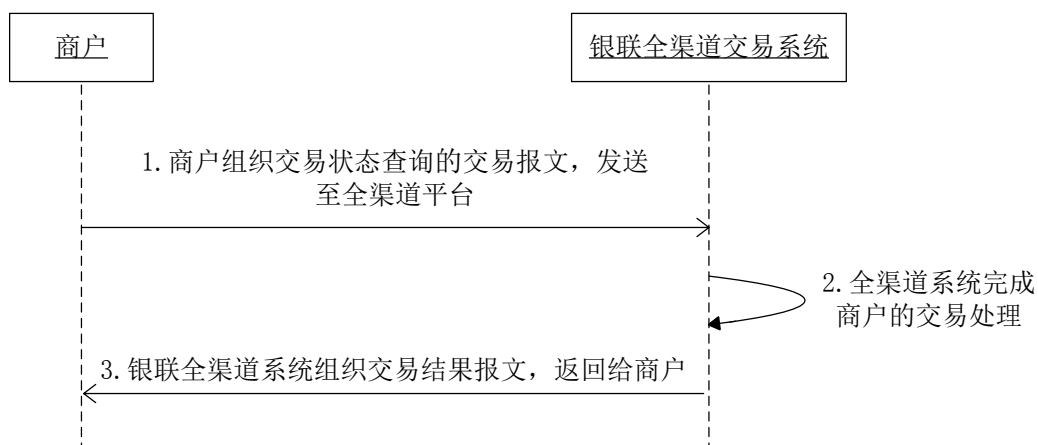 商户
银联全渠道交易系统
1.商户组织交易状态查询的交易报文，发送
至全渠道平台
2.全渠道系统完成
商户的交易处理
3.银联全渠道系统组织交易结果报文，返回给商户